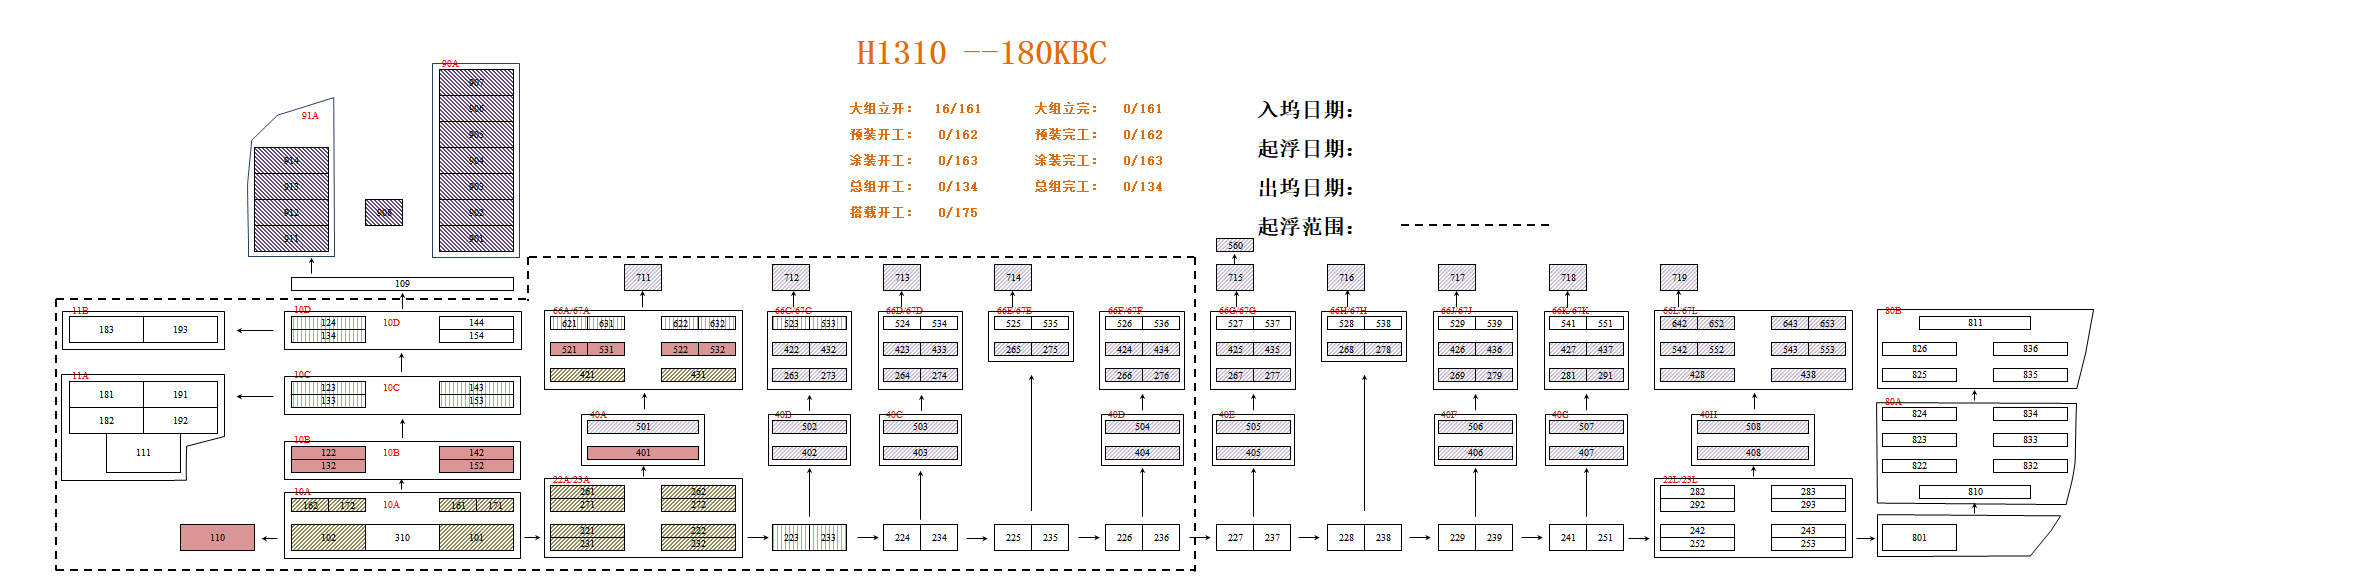 H1310 --180KBC
大组立开： 16/161 大组立完： 0/161
预装开工： 0/162 预装完工： 0/162
涂装开工： 0/163 涂装完工： 0/163
总组开工： 0/134 总组完工： 0/134
搭载开工： 0/175
入坞日期：
起浮日期：
出坞日期：
起浮范围：
90A
907
906
905
904
903
902
901
91A
914
913
912
911
908
109
560
711 712 713 714 715 716 717 718 719
11B
183 193
10D 10D
124 144
134 154
66A/67A
621 631 622 632
521 531 522 532
421 431
66C/67C
523 533
422 432
263 273
66D/67D
524 534
423 433
264 274
66E/67E
525 535
265 275
66F/67F
526 536
424 434
266 276
66G/67G
527 537
425 435
267 277
66H/67H
528 538
268 278
66J/67J
529 539
426 436
269 279
66K/67K
541 551
427 437
281 291
66L/67L
642 652 643 653
542 552 543 553
428 438
80B
811
826 836
825 835
11A
181 191
182 192
111
10C 10C
123 143
133 153
10B 10B
122 142
132 152
40A
501
401
40B
502
402
40C
503
403
40D
504
404
40E
505
405
40F
506
406
40G
507
407
40H
508
408
80A
824 834
823 833
822 832
810
10A 10A
162 172 161 171
102 310 101
110
22A/23A
261 262
271 272
221 222
231 232
223 233
224 234
225 235
226 236
227 237
228 238
229 239
241 251
22L/23L
282 283
292 293
242 243
252 253
801